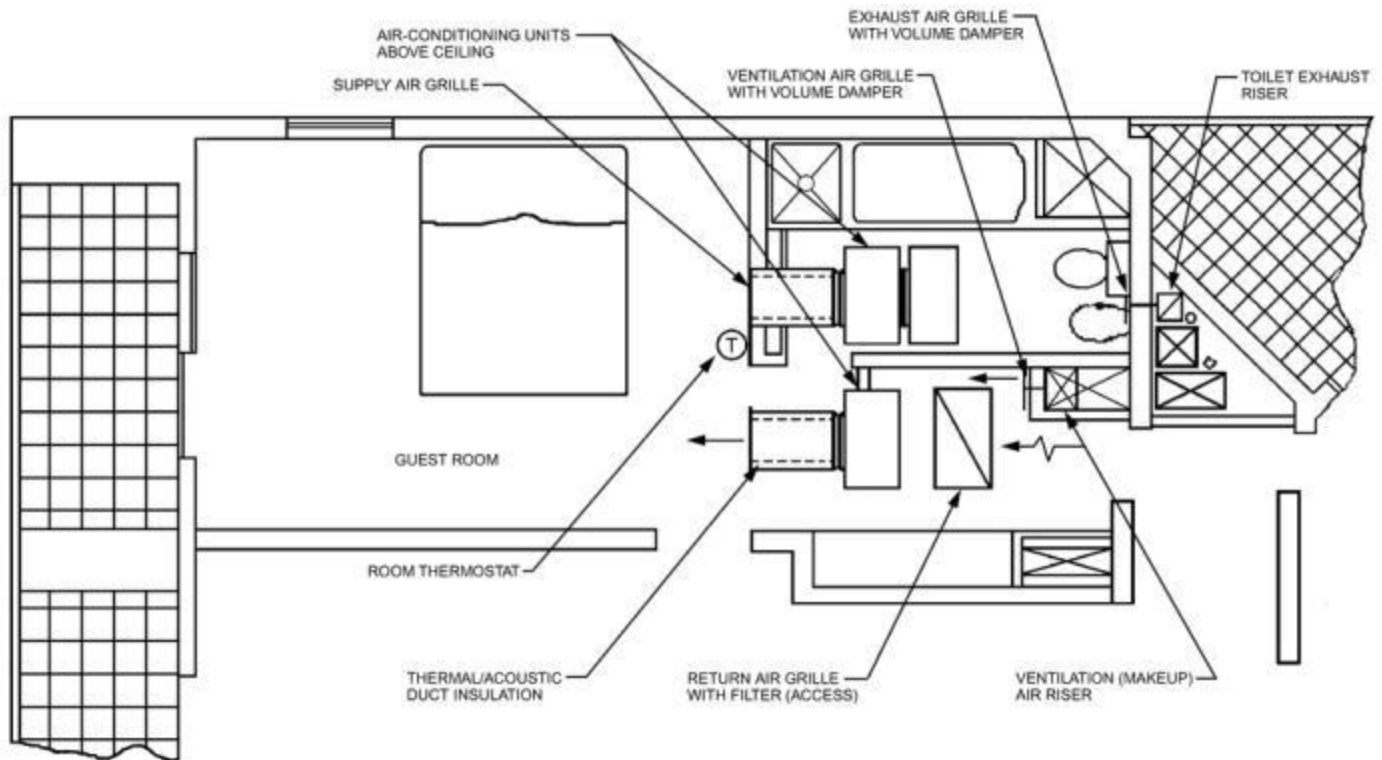 EXHAUST AIR GRILLE
WITH VOLUME DAMPER
AIR-CONDITIONING UNITS
ABOVE CEILING
VENTILATION AIR GRILLE
WITH VOLUME DAMPER
TOILET EXHAUST
RISER
SUPPLY AIR GRILLE
T
GUEST ROOM
ROOM THERMOSTAT
THERMAL/ACOUSTIC
DUCT INSULATION
RETURN AIR GRILLE
WITH FILTER (ACCESS)
VENTILATION (MAKEUP)
AIR RISER